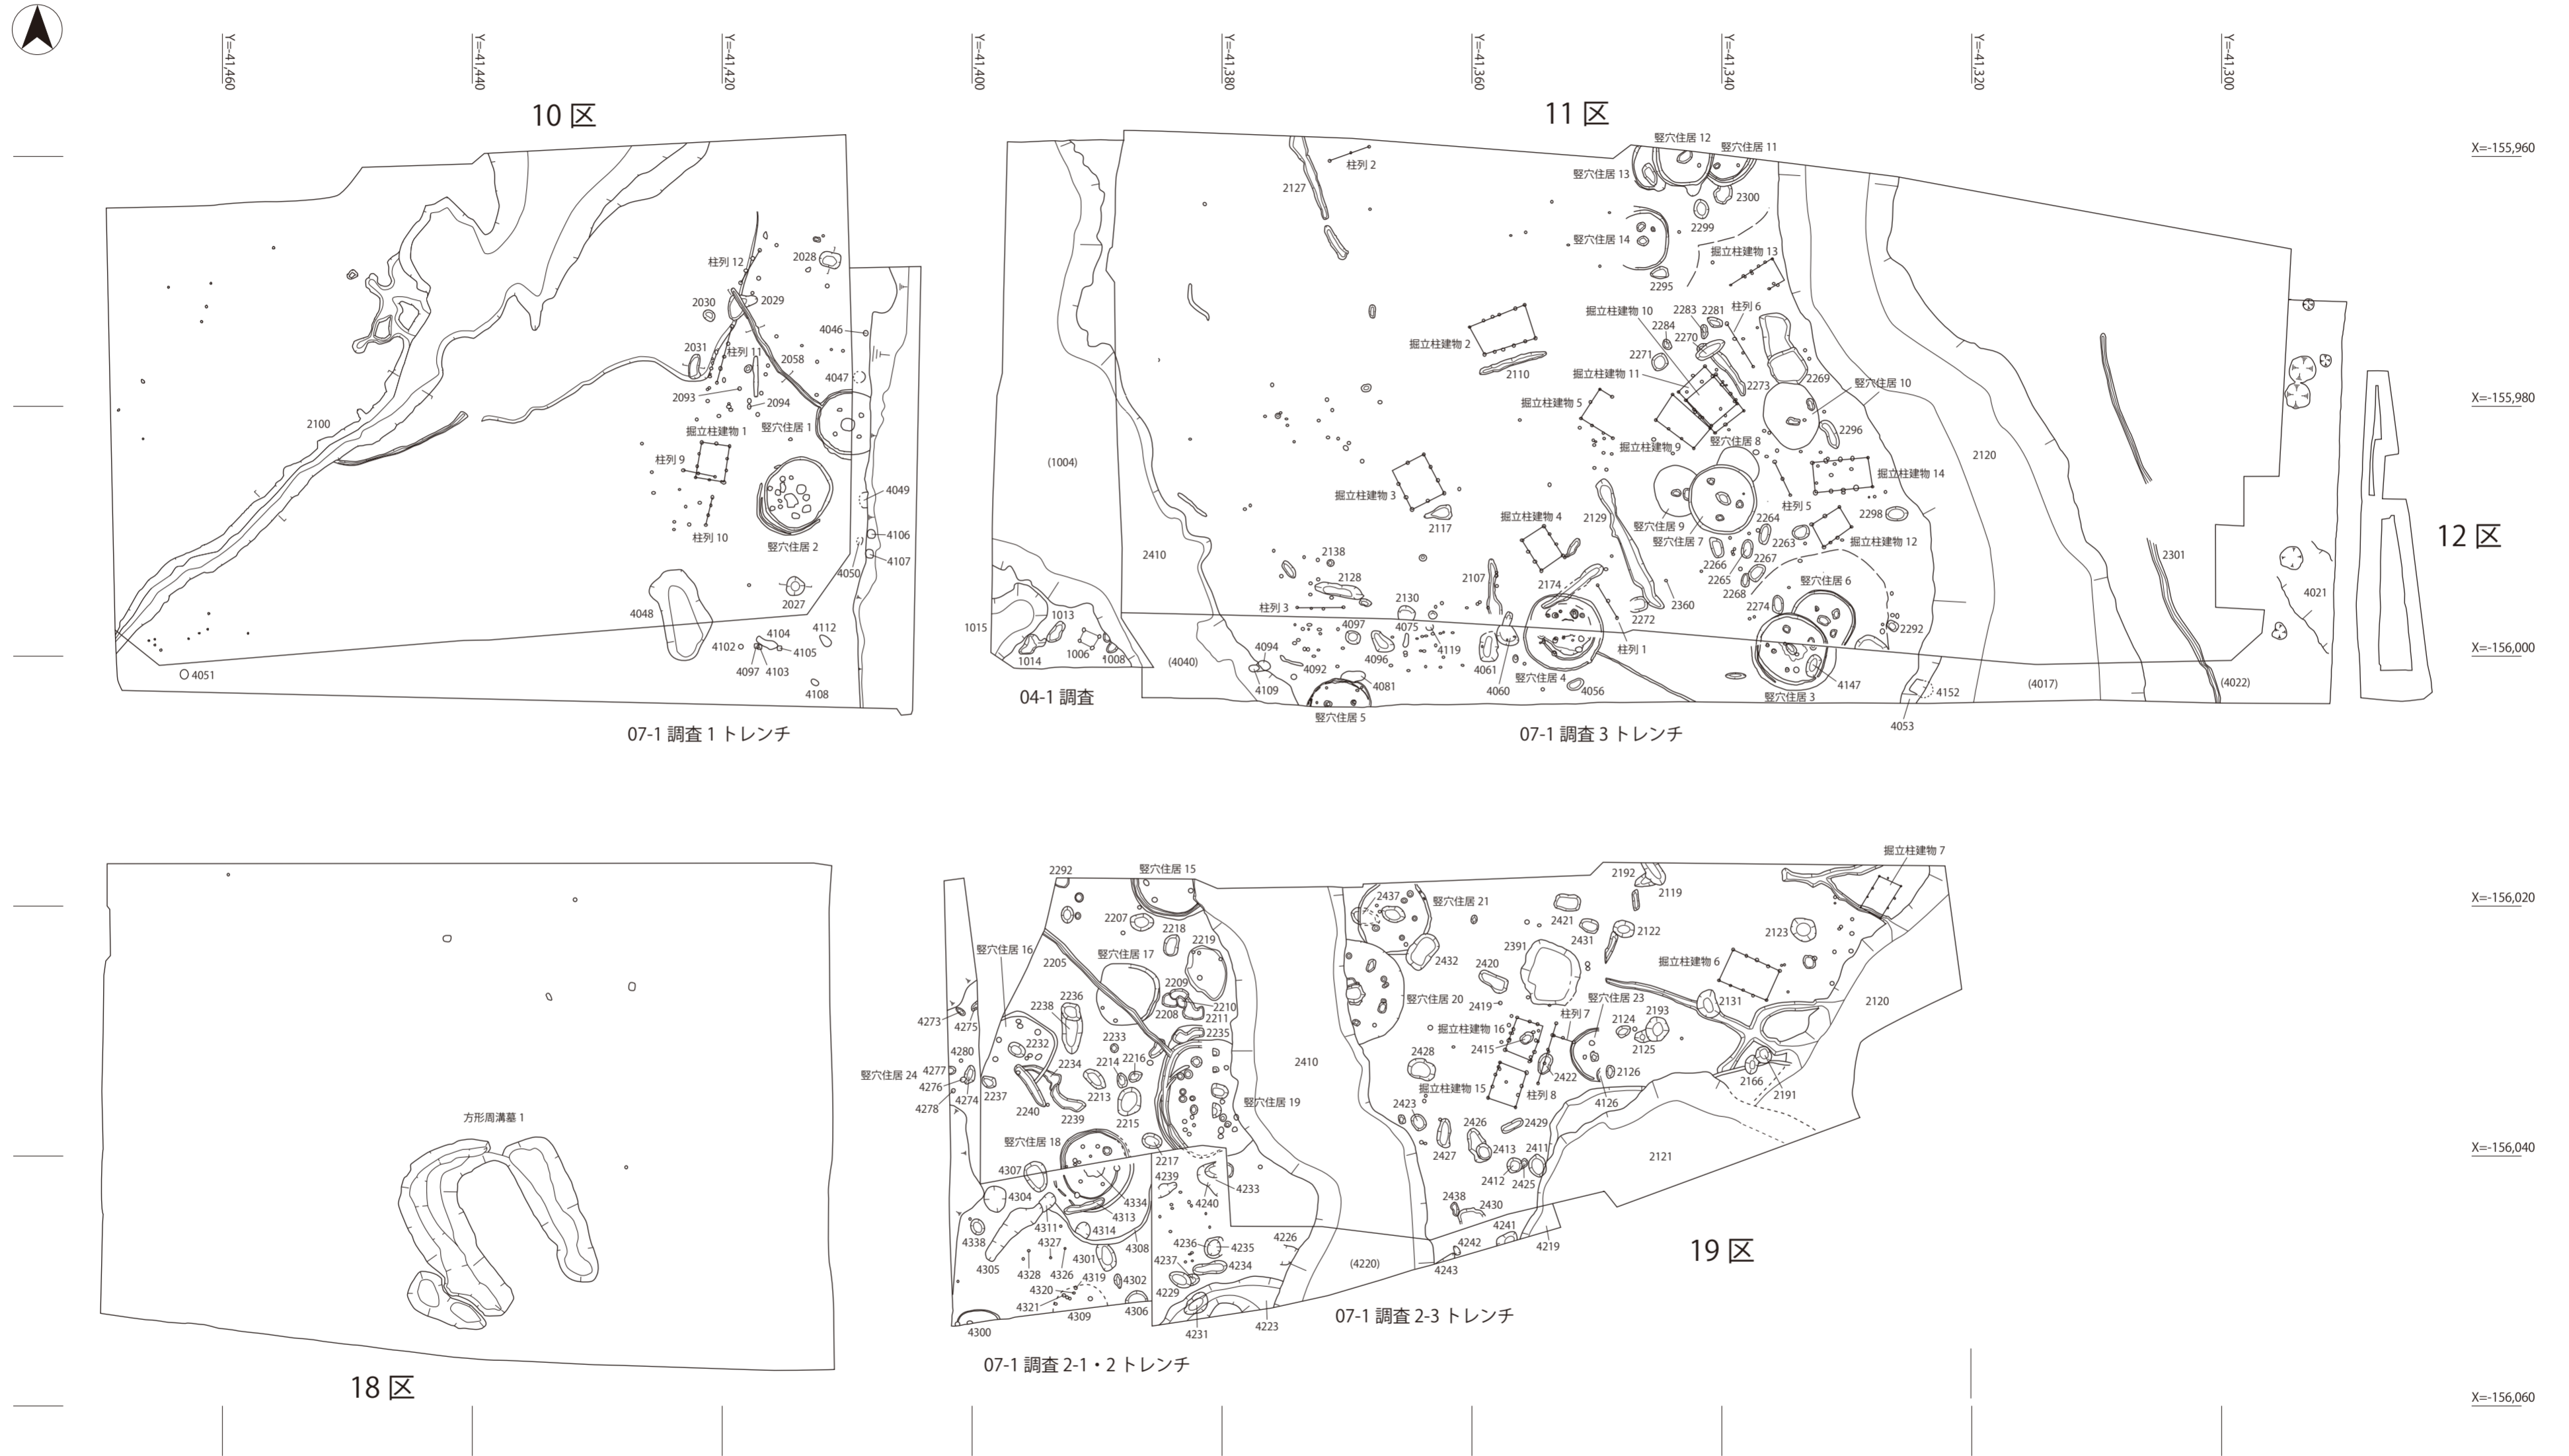 Y=-41,460
Y=-41,440
Y=-41,420
Y=-41,400
Y=-41,380
Y=-41,360
Y=-41,340
Y=-41,320
Y=-41,300
10 区
11 区
X=-155,960
X=-155,980
X=-156,000
12 区
柱列 12
2028
2030
2029
4046
2031
柱列 11
2058
4047
2093
2094
2100
掘立柱建物 1
竪穴住居 1
柱列 9
4049
柱列 10
竪穴住居 2
4106
4107
4050
2027
4048
4112
4104
4102
4105
4097
4103
4051
4108
07-1 調査 1 トレンチ
竪穴住居 12
竪穴住居 11
柱列 2
竪穴住居 13
2127
2300
2299
竪穴住居 14
掘立柱建物 13
2295
掘立柱建物 10
2283
2281
柱列 6
2284
2270
掘立柱建物 2
2271
2110
掘立柱建物 11
2273
2269
竪穴住居 10
掘立柱建物 5
掘立柱建物 9
竪穴住居 8
2296
2120
(1004)
掘立柱建物 14
掘立柱建物 3
柱列 5
2117
掘立柱建物 4
2129
竪穴住居 9
2264
2298
竪穴住居 7
2263
掘立柱建物 12
2410
2138
2266
2267
2301
2265
2128
2107
2174
2268
竪穴住居 6
4021
柱列 3
2130
2360
2274
1015
1013
4097
4075
2272
2292
1014
1006
1008
(4040)
4094
4092
4096
4119
4061
柱列 1
4109
4081
4060
竪穴住居 4
4056
竪穴住居 3
4147
4152
(4017)
(4022)
04-1 調査
竪穴住居 5
4053
07-1 調査 3 トレンチ
掘立柱建物 7
2292
竪穴住居 15
2192
2119
2437
竪穴住居 21
2421
X=-156,020
2207
2218
2219
2431
2122
2123
竪穴住居 16
2205
竪穴住居 17
2391
2432
2420
掘立柱建物 6
2236
2238
2209
2210
竪穴住居 20
2419
竪穴住居 23
2131
2120
2208
2211
4273
4275
2235
柱列 7
2193
掘立柱建物 16
2124
2232
2233
2415
2125
4280
2234
2214
2216
2410
2428
竪穴住居 24
4277
4276
4274
2237
2213
2422
2126
2166
掘立柱建物 15
柱列 8
4278
2240
2239
2215
竪穴住居 19
4126
2191
方形周溝墓 1
2423
2426
2429
竪穴住居 18
2427
2413
2411
X=-156,040
4307
2217
2121
2412
2425
4239
4304
4334
4240
4233
2438
2430
4313
4311
4314
4241
4338
4327
4308
4236
4235
4226
4242
4219
19 区
4305
4301
4237
4234
4328
4326
4319
4302
(4220)
4243
4320
4229
4321
4309
4306
4300
4231
4223
07-1 調査 2-3 トレンチ
07-1 調査 2-1・2 トレンチ
18 区
X=-156,060